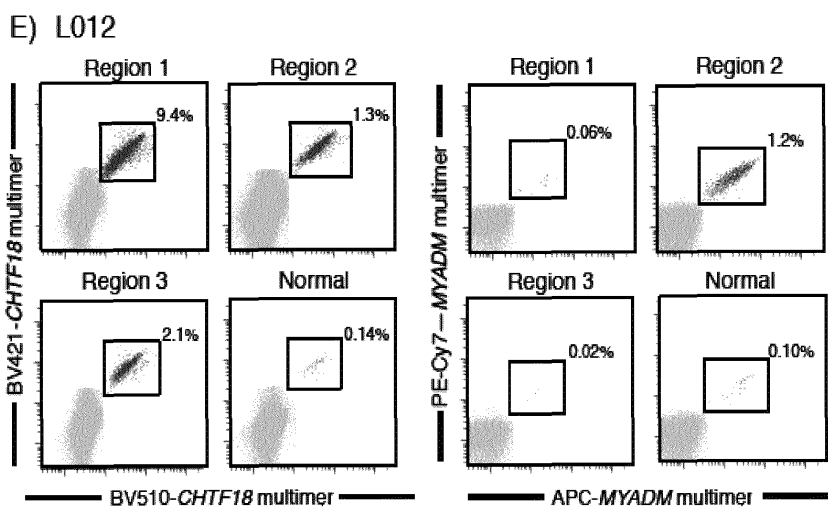 E) L012
Region 1
Region 2
9.4%
1.3%
Region 3
Normal
2.1%
0.14%
BV421-CHTF18 multimer
BV510-CHTF18 multimer
Region 1
Region 2
0.06%
1.2%
Region 3
Normal
0.02%
0.10%
PE-Cy7—MYADM multimer
APC-MYADM multimer